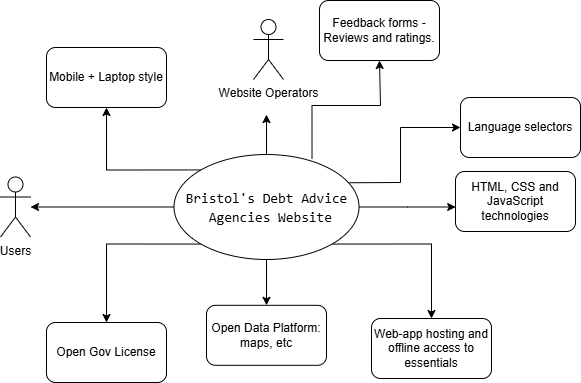 Feedback forms -
Reviews and ratings.
Mobile + Laptop style
Website Operators
Language selectors
Bristol's Debt Advice
Agencies Website
HTML, CSS and
JavaScript
technologies
Users
Open Gov License
Open Data Platform:
maps, etc
Web-app hosting and
offline access to
essentials